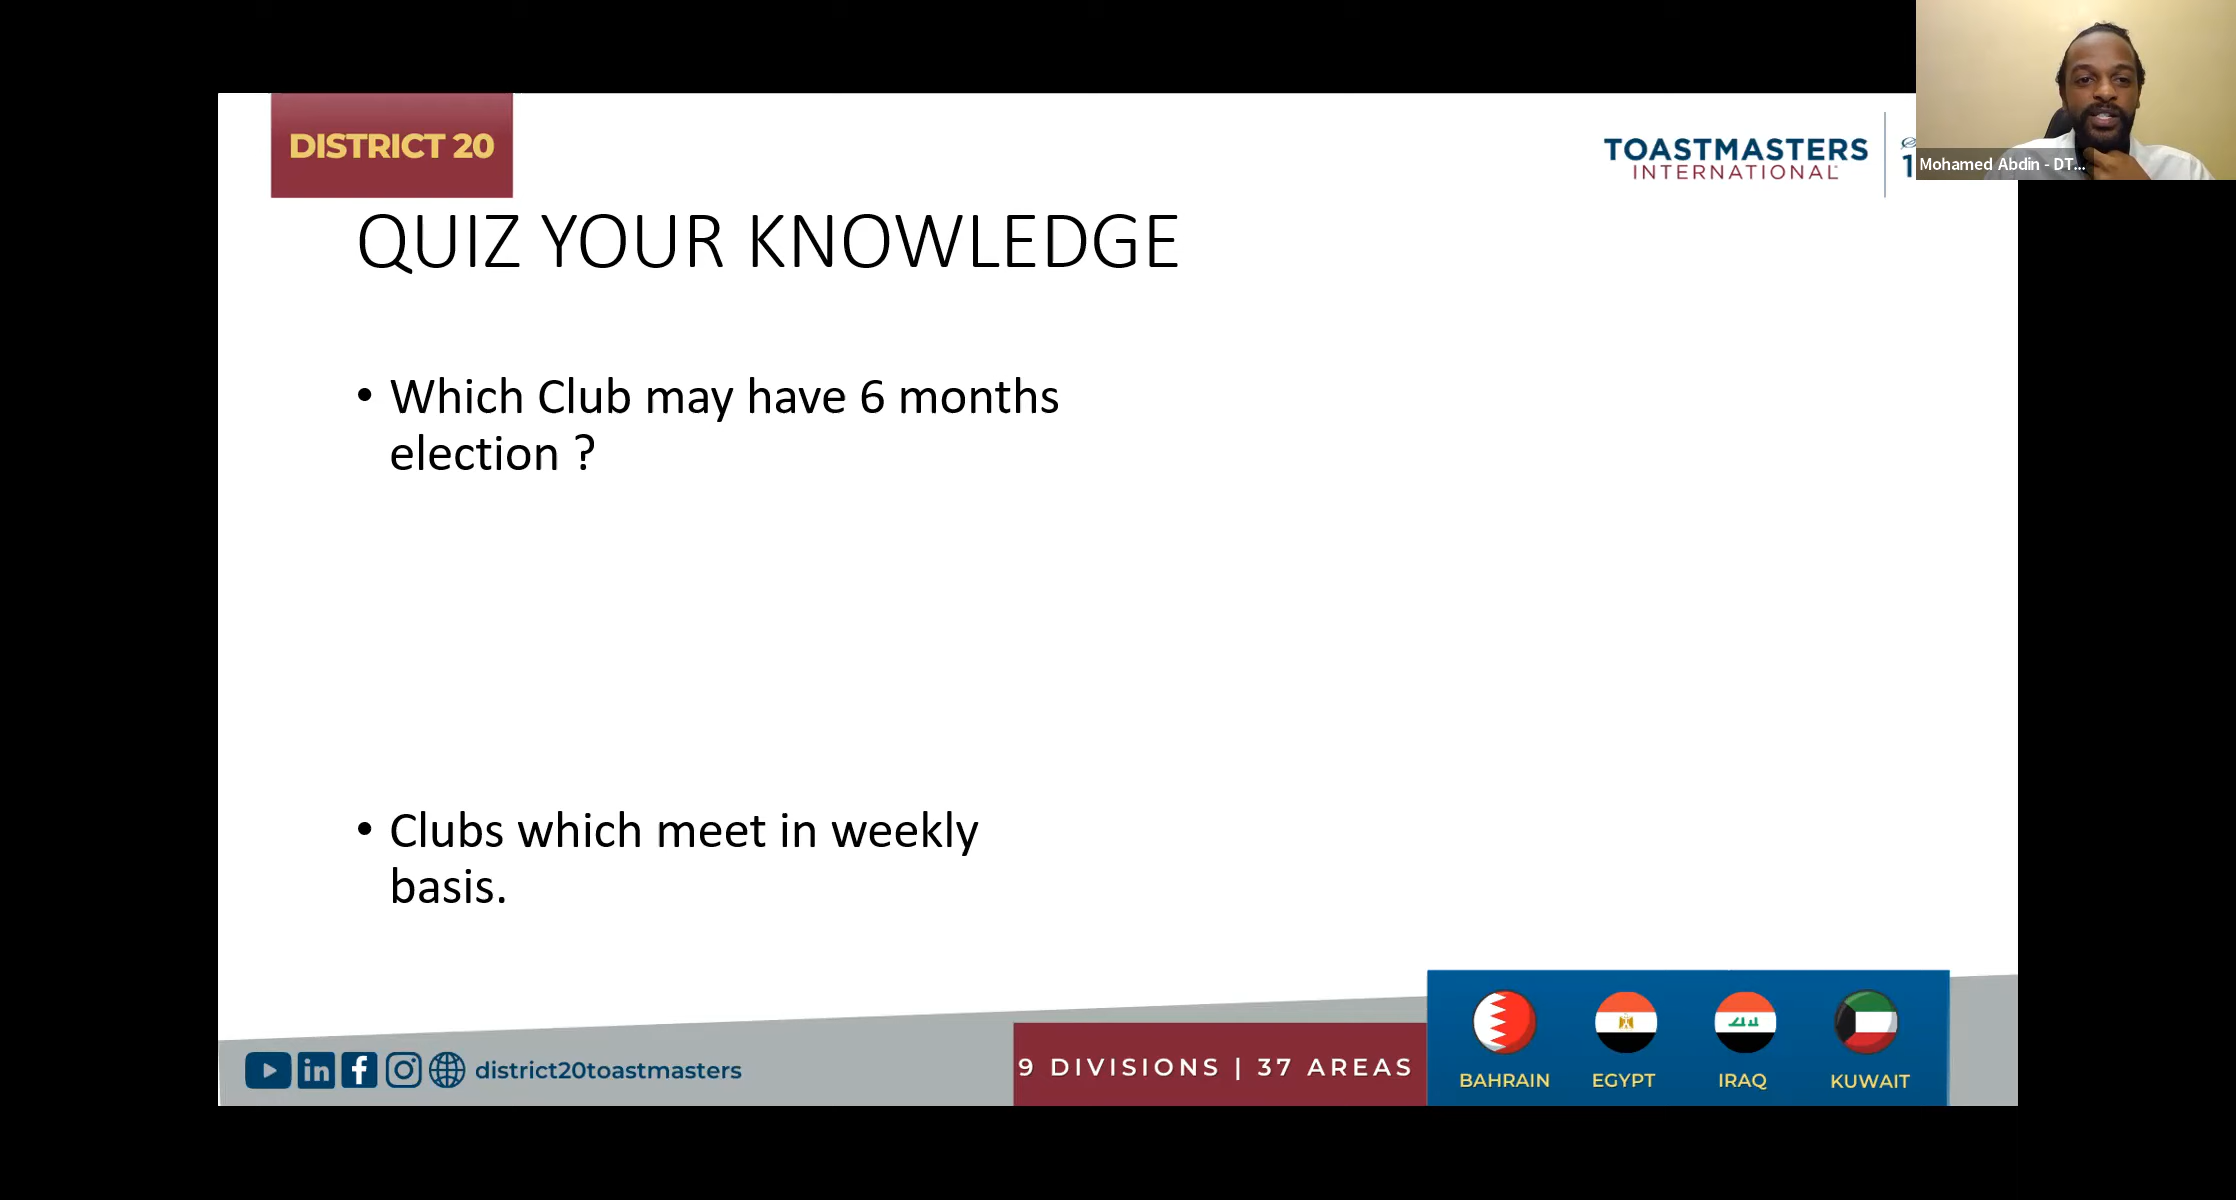 DISTRICT 20
TOASTMASTERS
INTERNATIONAL
Mohamed Abdin - DT...
QUIZ YOUR KNOWLEDGE
• Which Club may have 6 months
election ?
• Clubs which meet in weekly
basis.
district20toastmasters
9 DIVISIONS | 37 AREAS
BAHRAIN
EGYPT
IRAQ
KUWAIT